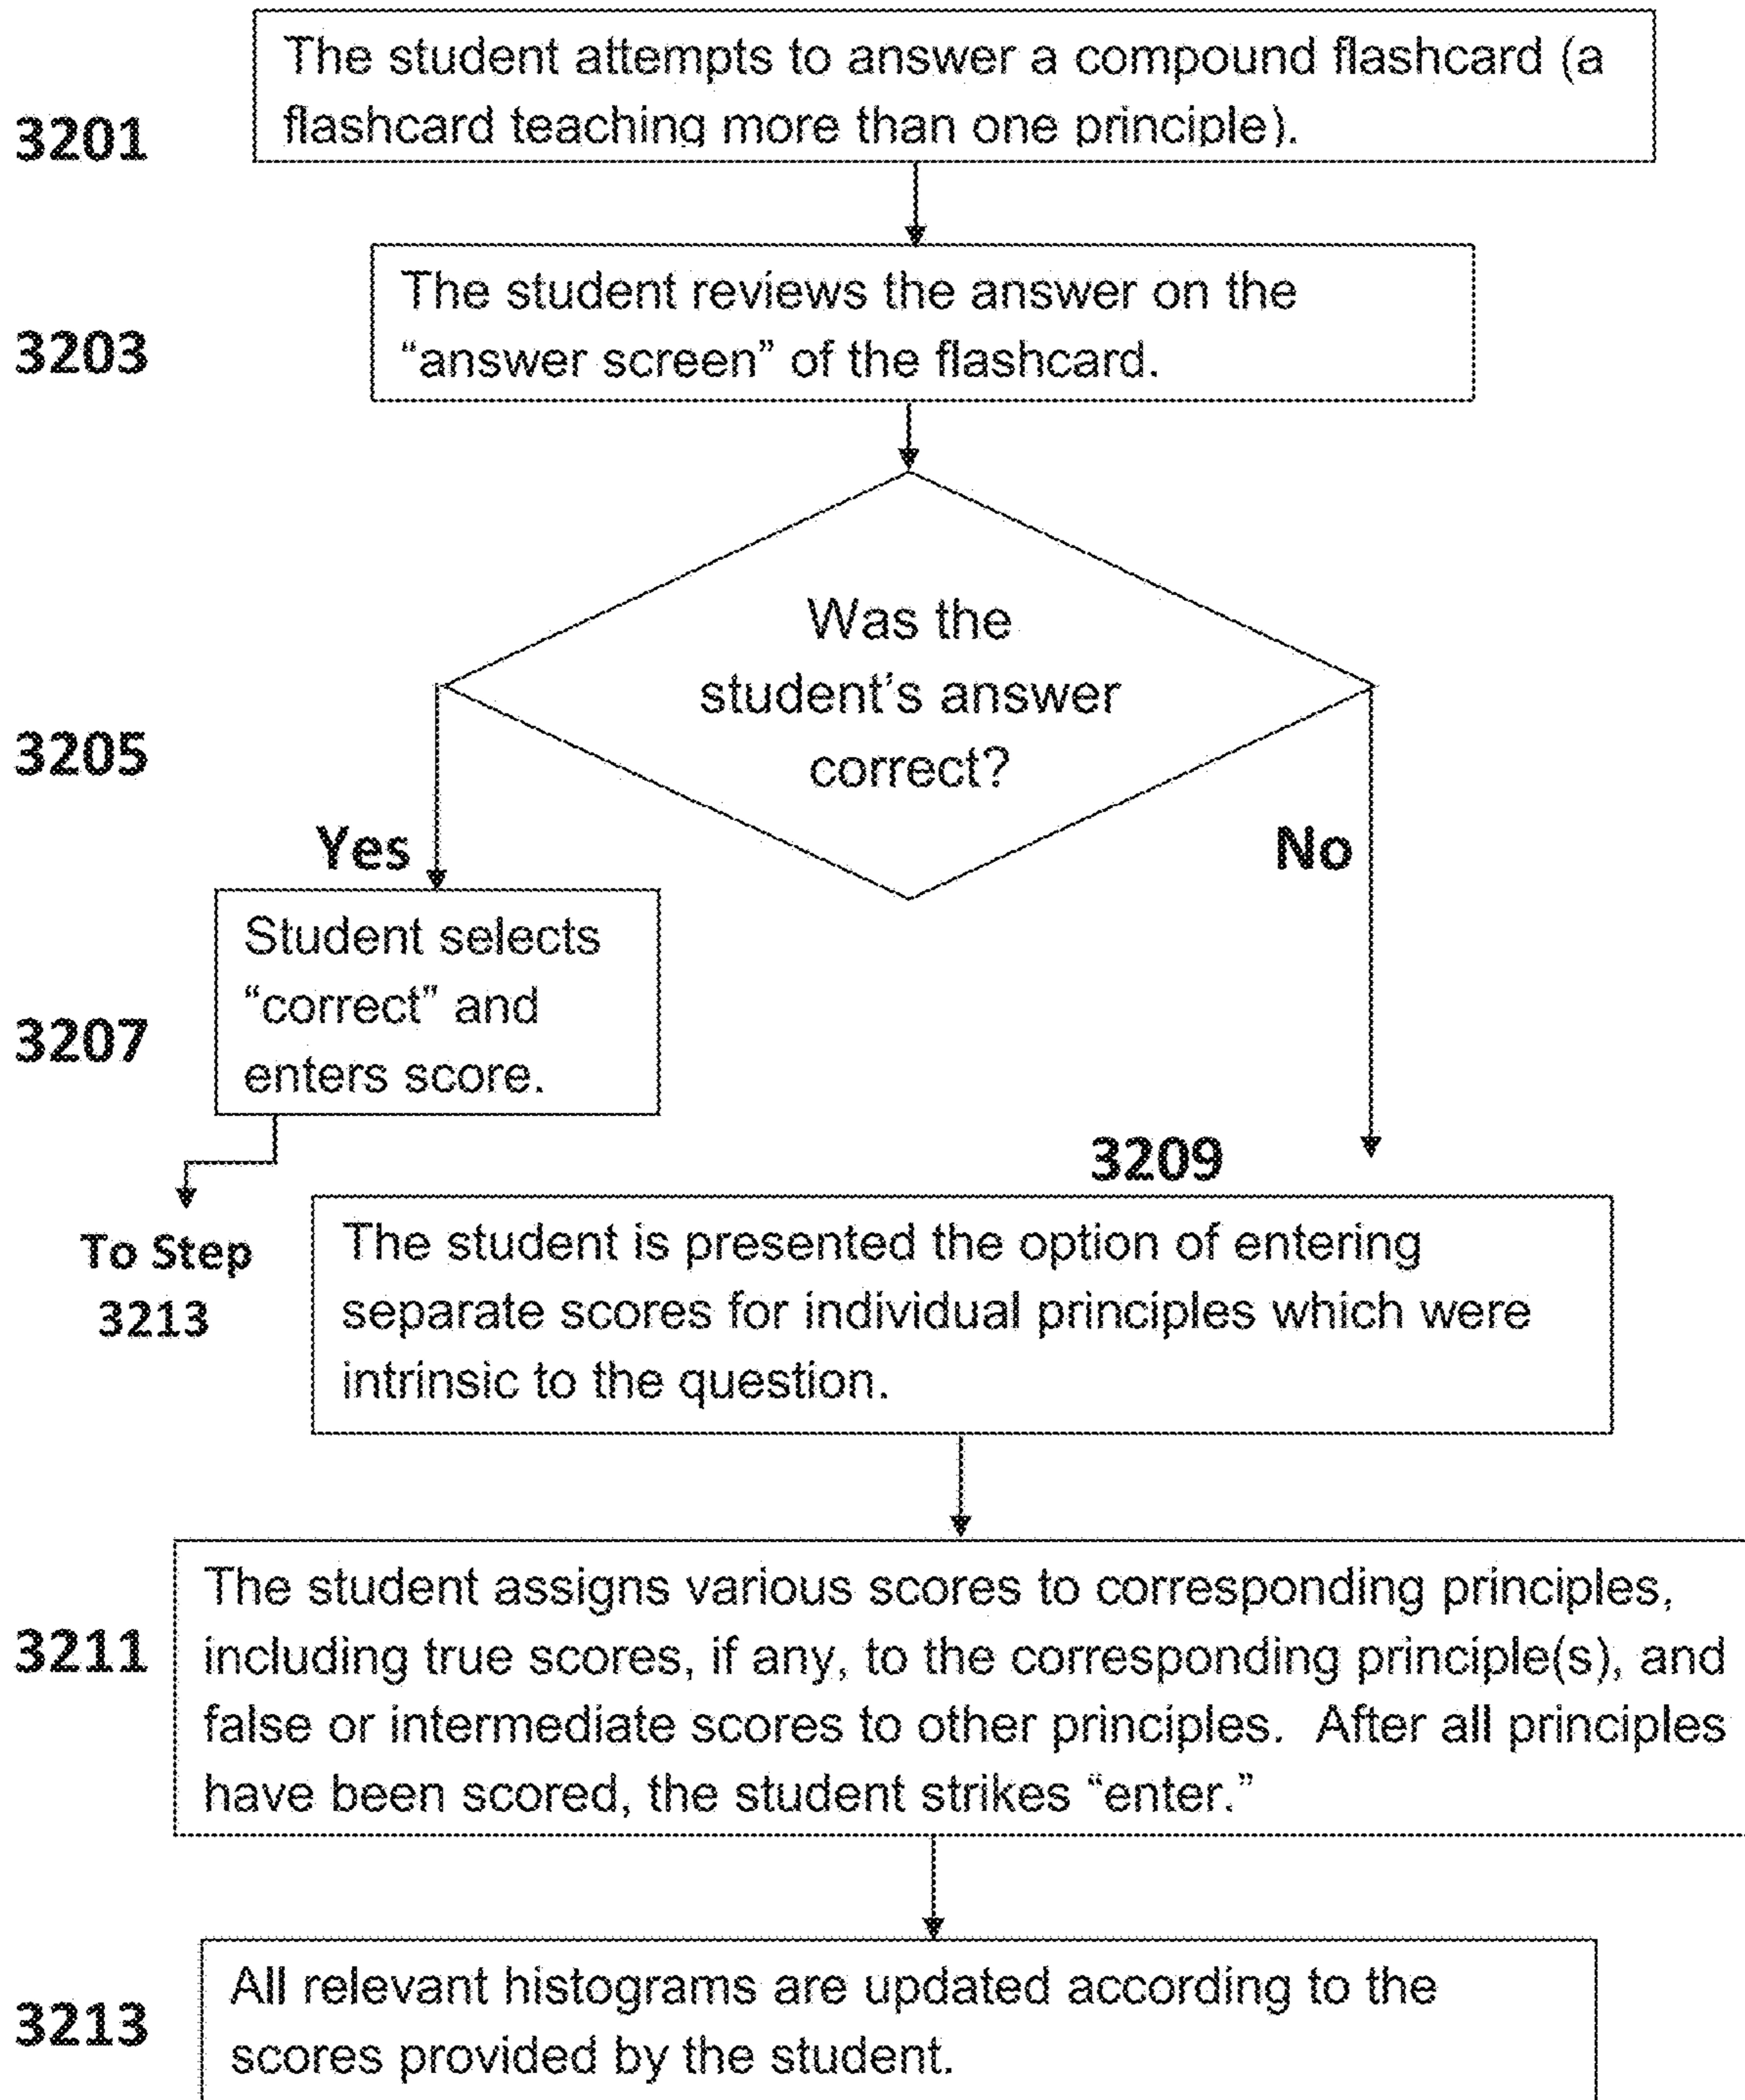 The student attempts to answer a compound flashcard (a
flashcard teaching more than one principle).
3201
The student reviews the answer on the
“answer screen” of the flashcard.
3203
Was the
student’s answer
correct?
3205
Yes
No
Student selects
“correct” and
enters score.
3207
3209
To Step
3213
The student is presented the option of entering
separate scores for individual principles which were
intrinsic to the question.
The student assigns various scores to corresponding principles,
including true scores, if any, to the corresponding principle(s), and
false or intermediate scores to other principles. After all principles
have been scored, the student strikes “enter.”
3211
All relevant histograms are updated according to the
scores provided by the student.
3213